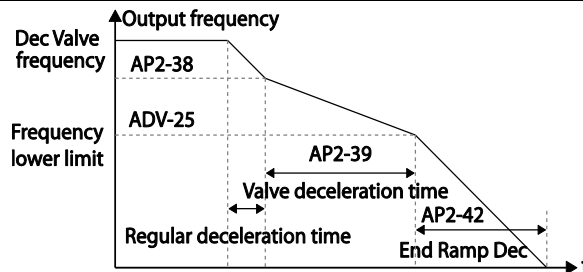 Output frequency
Dec Valve
frequency
AP2-38
ADV-25
Frequency
lower limit
AP2-39
Valve deceleration time
AP2-42
Regular deceleration time
End Ramp Dec